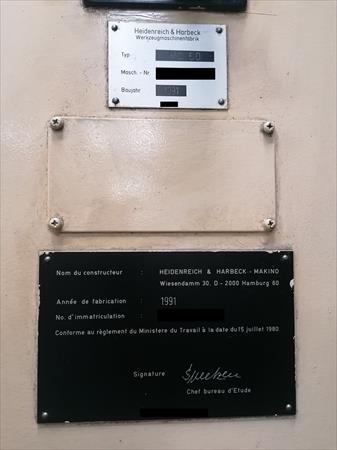 Heidenreich & Harbeck
Werkzeugmaschinenfabrik
Typ 50
Masch. - Nr.
Baujahr 1991
Nom du constructeur : HEIDENREICH & HARBECK - MAKINO
Wiesendamm 30, D - 2000 Hamburg 60
Année de fabrication : 1991
No. d'immatriculation :
Conforme au règlement du Ministere du Travail à la date du 15 juillet 1980
Signature
Chef bureau d'Etude